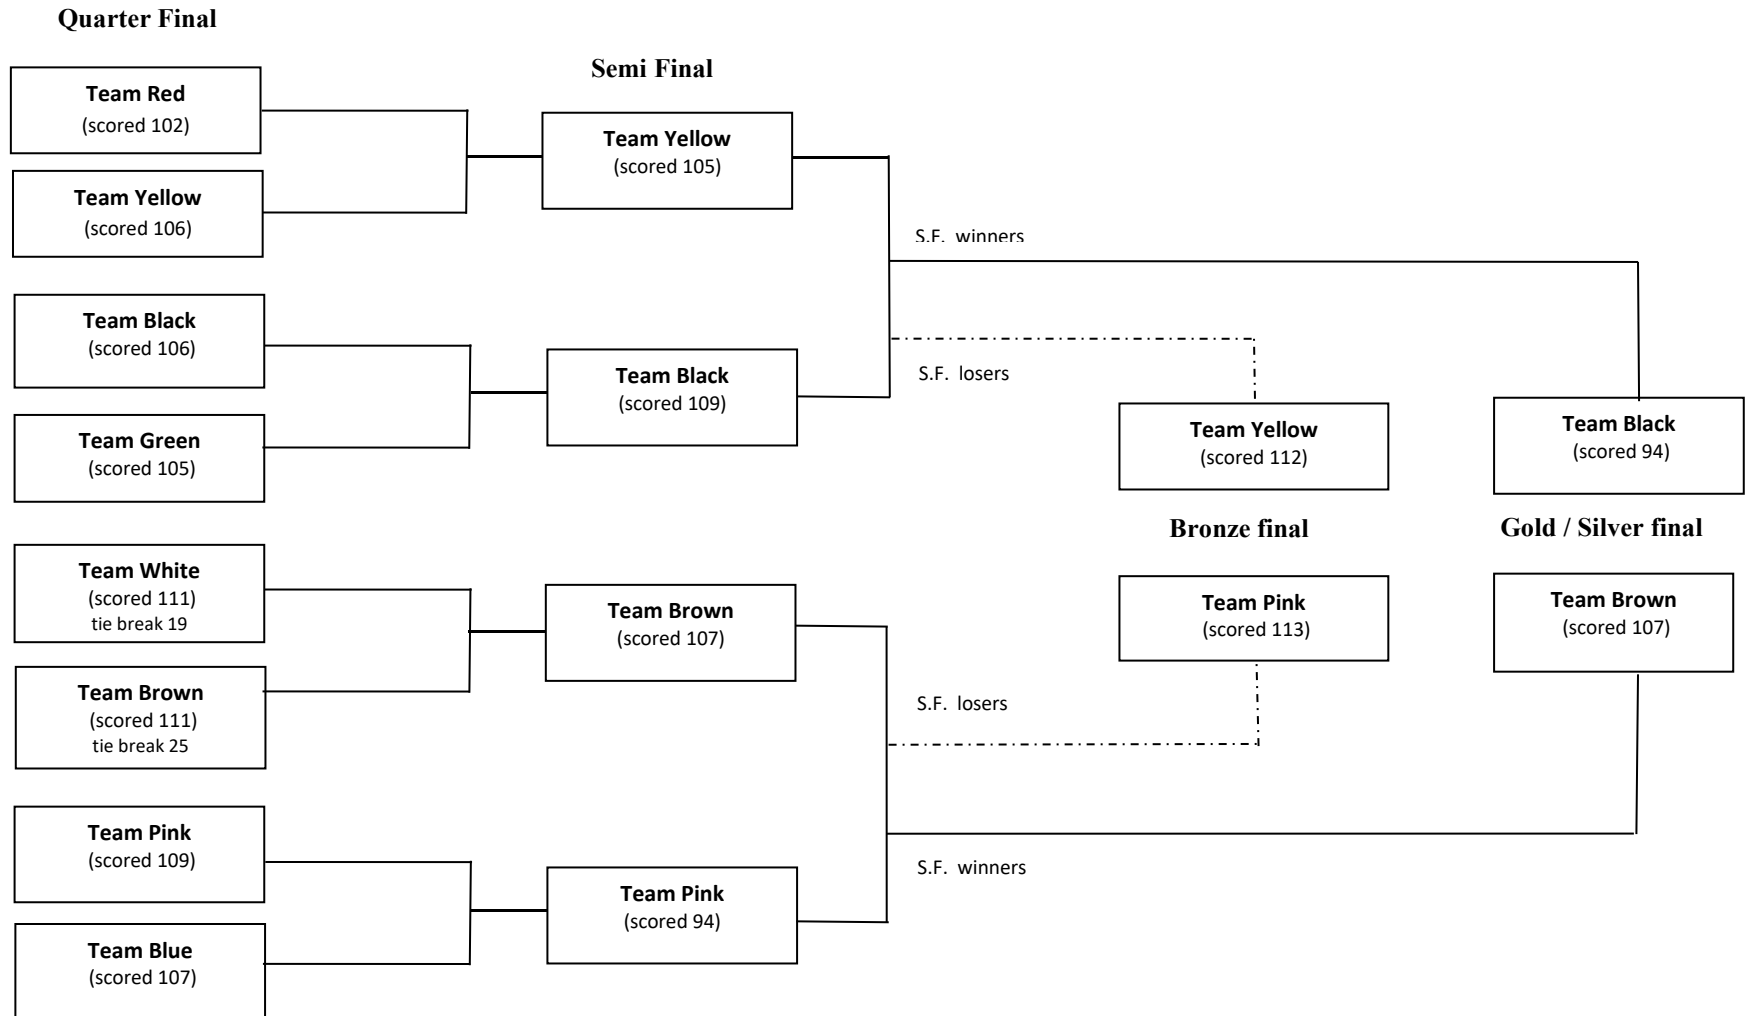 Quarter Final
Semi Final
Team Red
(scored 102)
Team Yellow
(scored 106)
Team Yellow
(scored 105)
S.F. winners
Team Black
(scored 106)
Team Green
(scored 105)
Team Black
(scored 109)
S.F. losers
Team Yellow
(scored 112)
Team Black
(scored 94)
Bronze final
Gold / Silver final
Team White
(scored 111)
tie break 19
Team Brown
(scored 111)
tie break 25
Team Brown
(scored 107)
Team Pink
(scored 113)
Team Brown
(scored 107)
S.F. losers
Team Pink
(scored 109)
Team Blue
(scored 107)
Team Pink
(scored 94)
S.F. winners